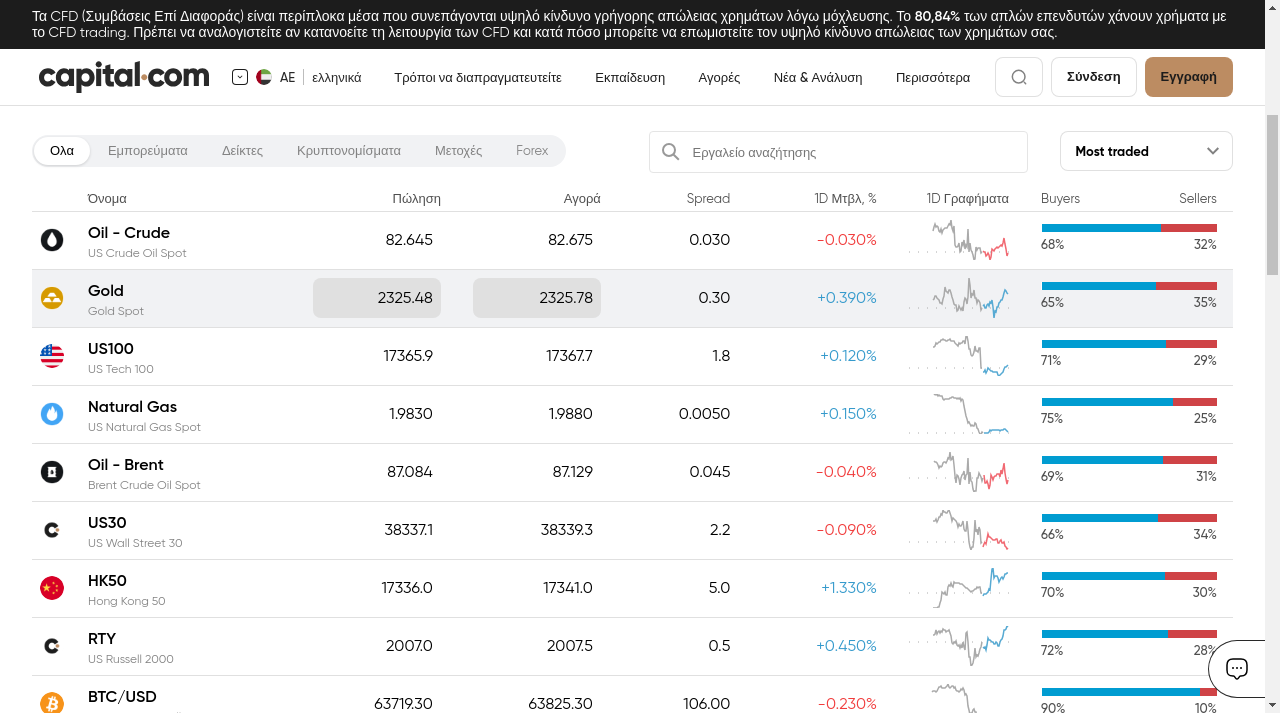 Τα CFD (Συμβάσεις Επί Διαφοράς) είναι περίπλοκα μέσα που συνεπάγονται υψηλό κίνδυνο γρήγορης απώλειας χρημάτων λόγω μόχλευσης. Το 80,84% των απλών επενδυτών χάνουν χρήματα με
το CFD trading. Πρέπει να αναλογιστείτε αν κατανοείτε τη λειτουργία των CFD και κατά πόσο μπορείτε να επωμιστείτε τον υψηλό κίνδυνο απώλειας των χρημάτων σας.
capital.com AE ελληνικά Τρόποι να διαπραγματευτείτε Εκπαίδευση Αγορές Νέα & Ανάλυση Περισσότερα Σύνδεση Εγγραφή
Ολα Εμπορεύματα Δείκτες Κρυπτονομίσματα Μετοχές Forex Εργαλείο αναζήτησης Most traded
Όνομα Πώληση Αγορά Spread 1D Μτβλ, % 1D Γραφήματα Buyers Sellers
Oil - Crude 82.645 82.675 0.030 -0.030%
US Crude Oil Spot 68% 32%
Gold 2325.48 2325.78 0.30 +0.390%
Gold Spot 65% 35%
US100 17365.9 17367.7 1.8 +0.120%
US Tech 100 71% 29%
Natural Gas 1.9830 1.9880 0.0050 +0.150%
US Natural Gas Spot 75% 25%
Oil - Brent 87.084 87.129 0.045 -0.040%
Brent Crude Oil Spot 69% 31%
US30 38337.1 38339.3 2.2 -0.090%
US Wall Street 30 66% 34%
HK50 17336.0 17341.0 5.0 +1.330%
Hong Kong 50 70% 30%
RTY 2007.0 2007.5 0.5 +0.450%
US Russell 2000 72% 28%
BTC/USD 63719.30 63825.30 106.00 -0.230%
90% 10%